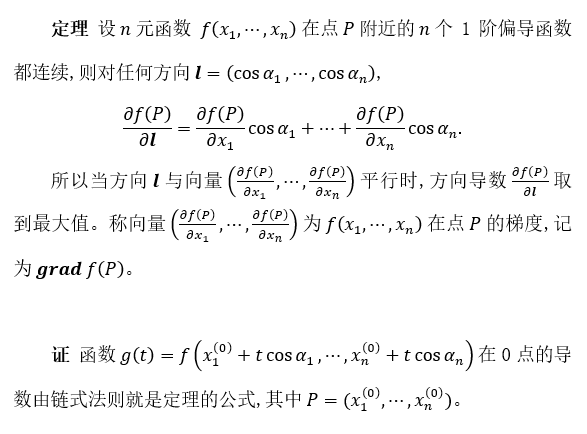 定理 设 n 元函数 f(x₁,⋯,xₙ) 在点 P 附近的 n 个 1 阶偏导函数
都连续,则对任何方向 l = (cos α₁,⋯,cos αₙ),
∂f(P)/∂l = ∂f(P)/∂x₁ cos α₁ + ⋯ + ∂f(P)/∂xₙ cos αₙ.
所以当方向 l 与向量 (∂f(P)/∂x₁,⋯,∂f(P)/∂xₙ) 平行时,方向导数 ∂f(P)/∂l 取
到最大值。称向量 (∂f(P)/∂x₁,⋯,∂f(P)/∂xₙ) 为 f(x₁,⋯,xₙ) 在点 P 的梯度,记
为 grad f(P)。
证 函数 g(t) = f(x₁⁽⁰⁾ + t cos α₁,⋯,xₙ⁽⁰⁾ + t cos αₙ) 在 0 点的导
数由链式法则就是定理的公式,其中 P = (x₁⁽⁰⁾,⋯,xₙ⁽⁰⁾)。